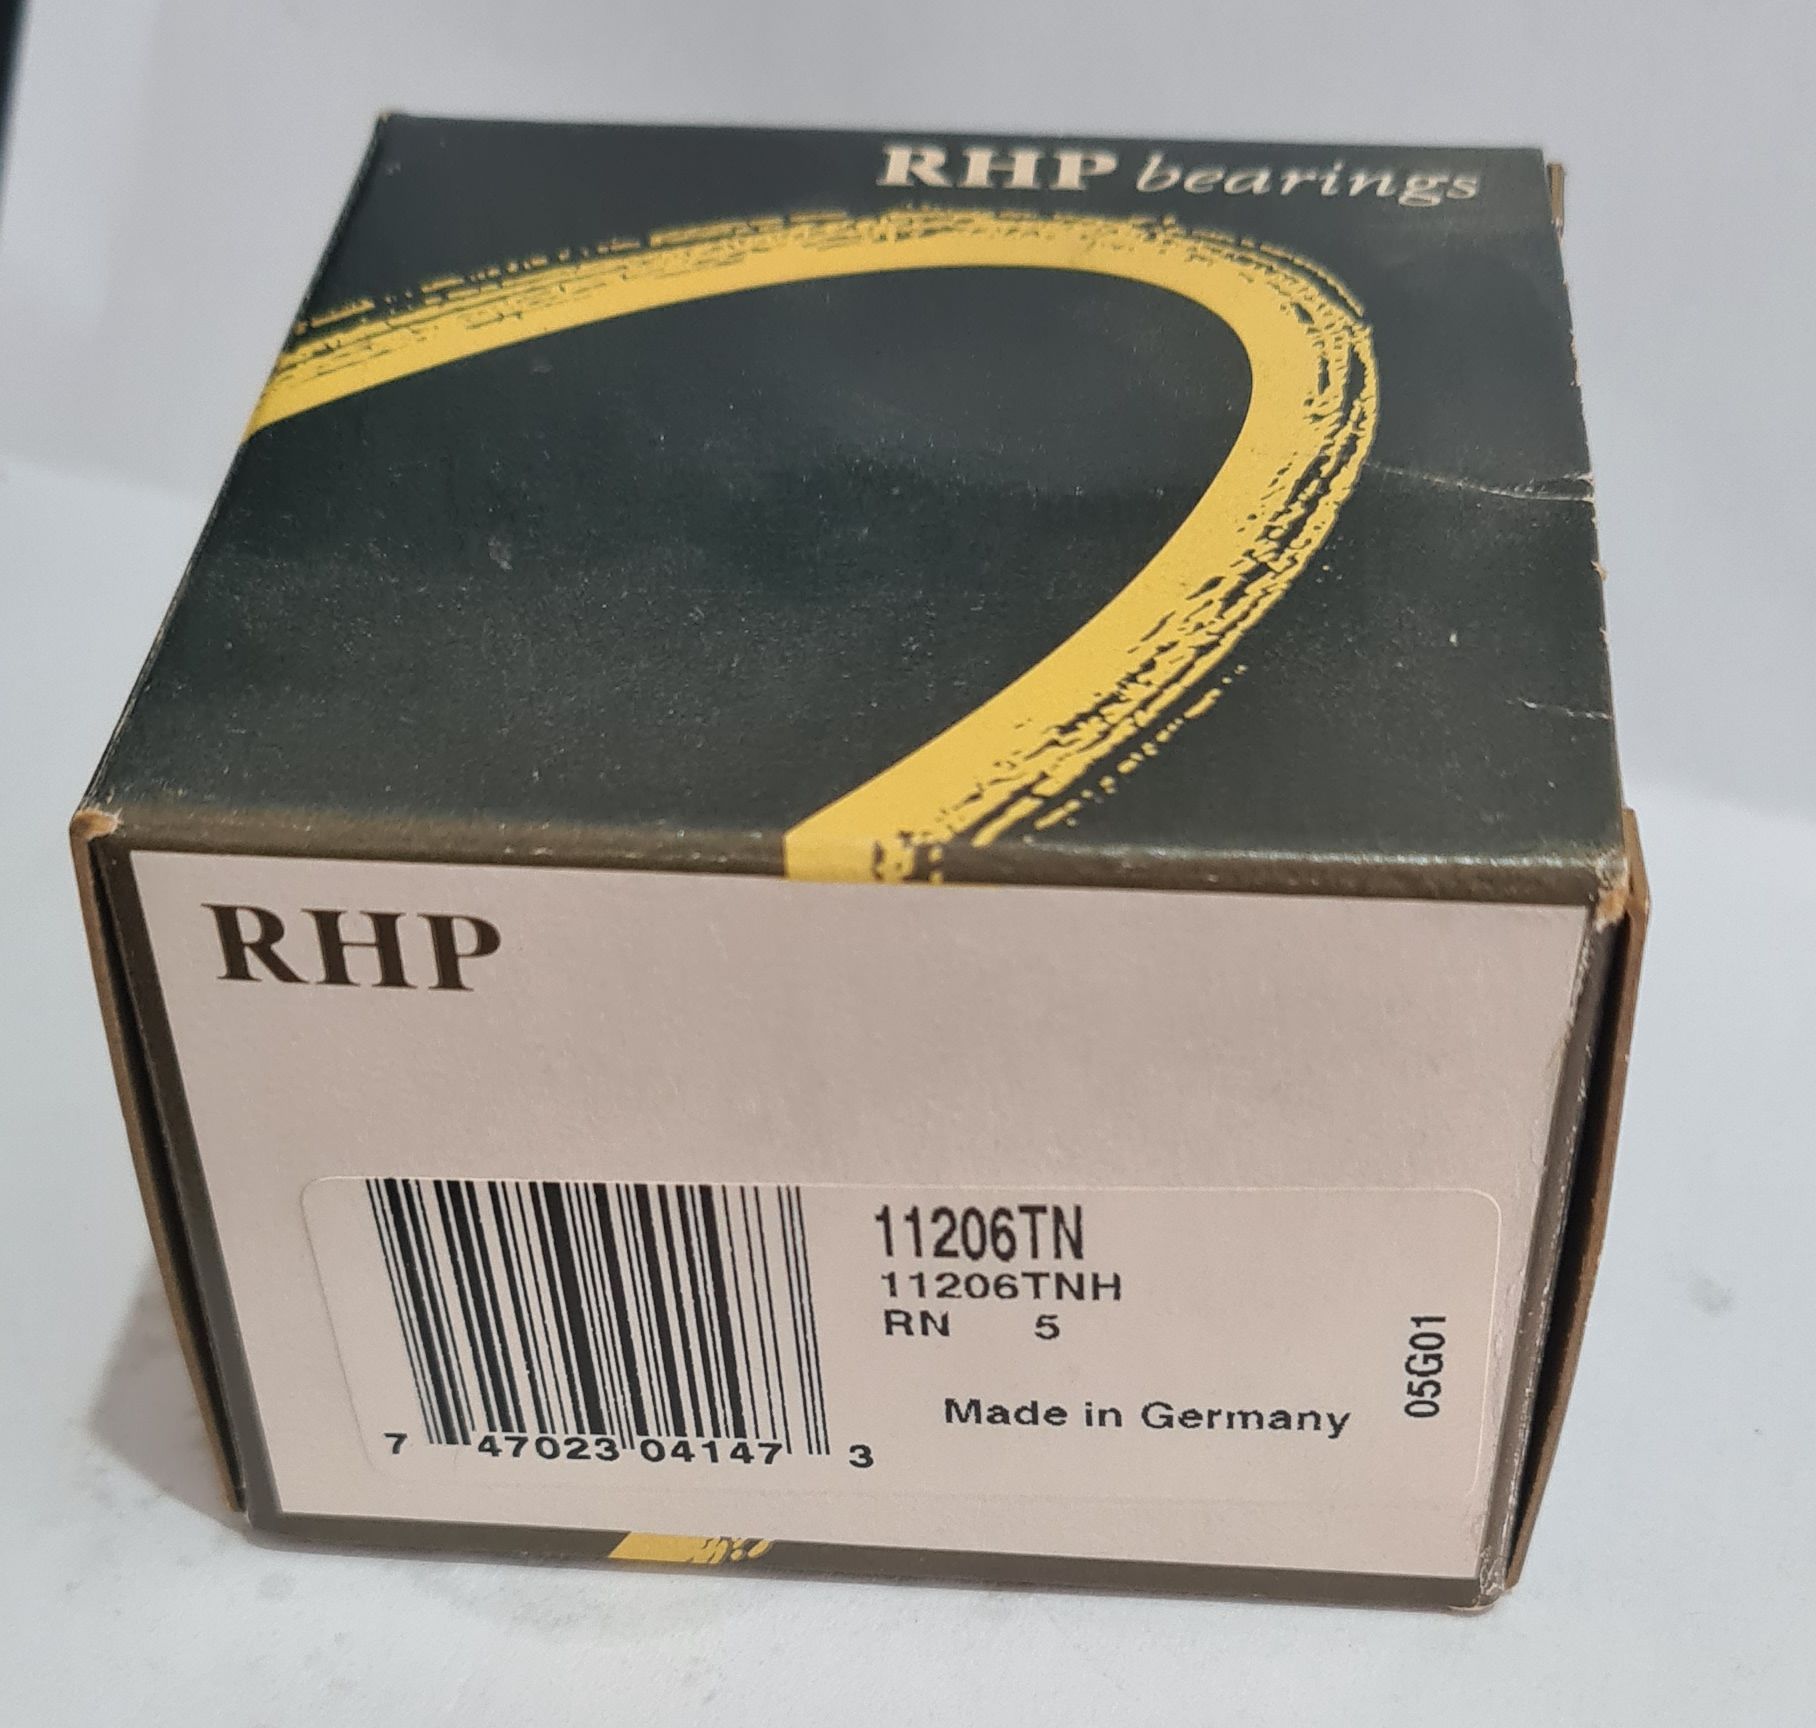 RHP bearings
RHP
11206TN
11206TNH
RN 5
Made in Germany
05G01
7 47023 04147 3